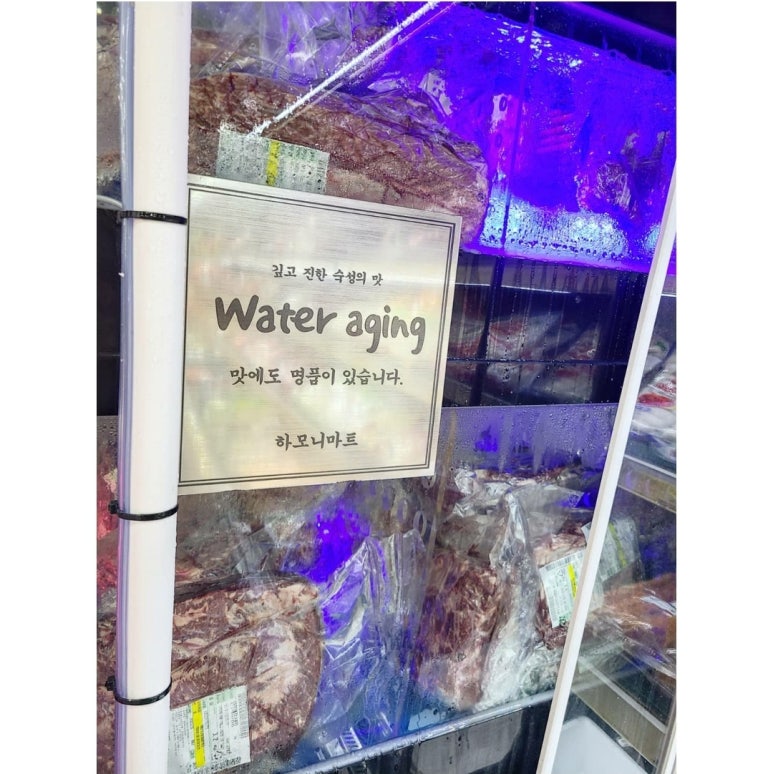 깊고 진한 숙성의 맛
Water aging
맛에도 명품이 있습니다.
하모니마트